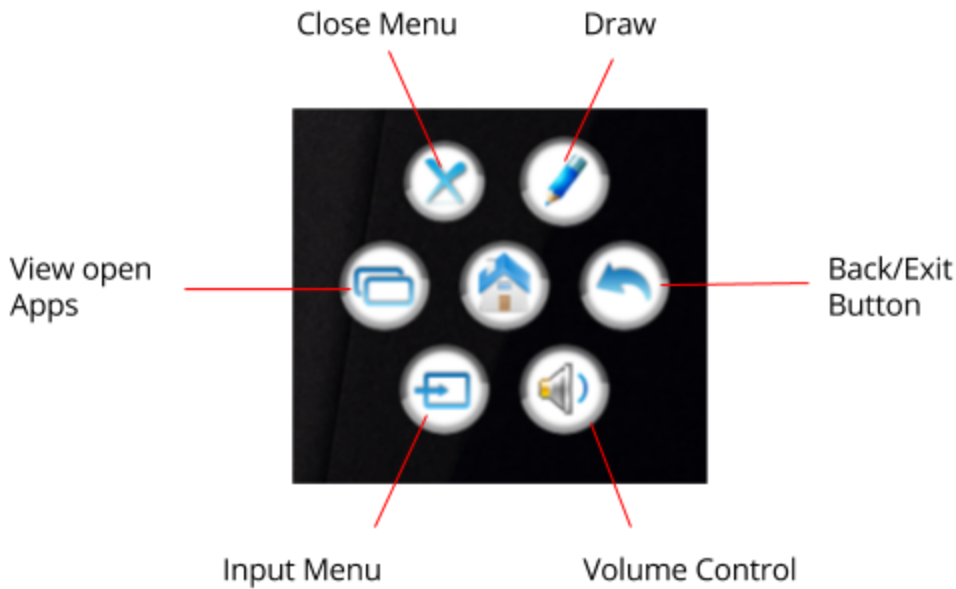 Close Menu
Draw
View open
Apps
Back/Exit
Button
Input Menu
Volume Control